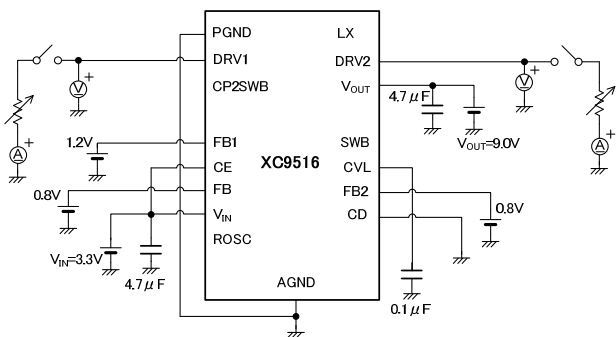 PGND LX
DRV1 DRV2
V + V +
CP2SWB VOUT
4.7μF
A
1.2V FB1 SWB VOUT=9.0V A
CE XC9516 CVL
0.8V FB FB2
VIN CD 0.8V
ROSC
VIN=3.3V
4.7μF AGND
0.1μF